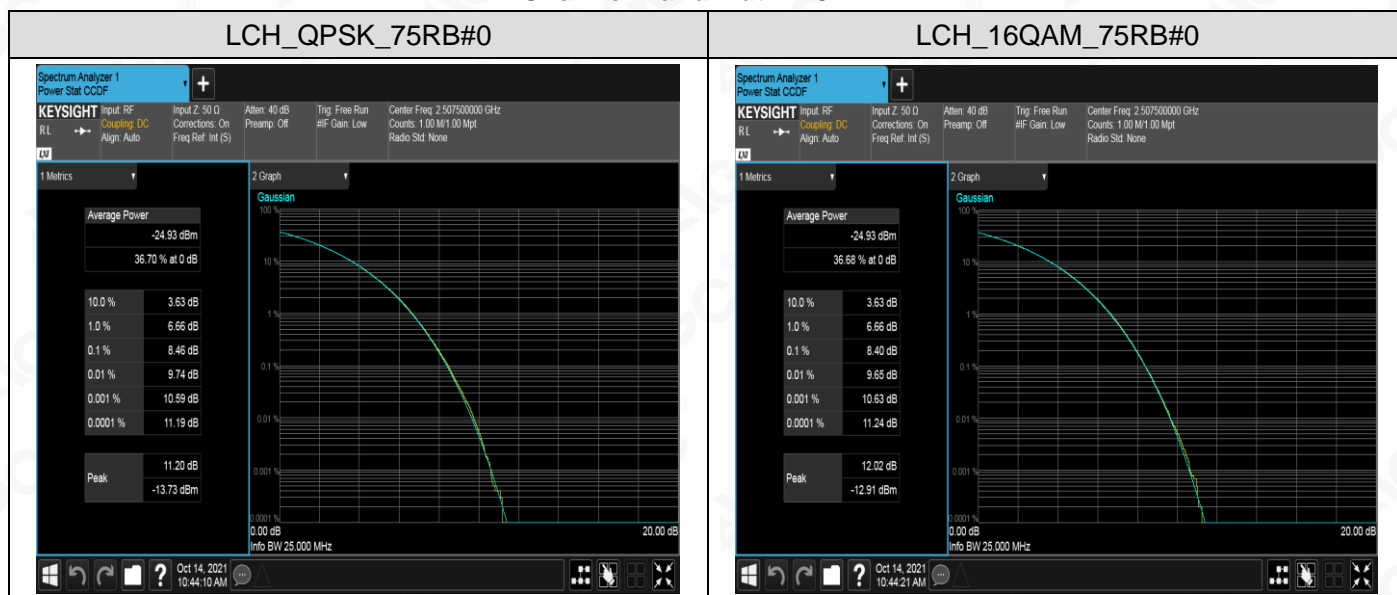 LCH_QPSK_75RB#0
LCH_16QAM_75RB#0
Spectrum Analyzer 1
Power Stat CCDF
+
KEYSIGHT
RL
LXI
Input: RF
Coupling: DC
Align: Auto
Input Z: 50 Ω
Corrections: On
Freq Ref: Int (S)
Atten: 40 dB
Preamp: Off
Trig: Free Run
#IF Gain: Low
Center Freq: 2.507500000 GHz
Counts: 1.00 M/1.00 Mpt
Radio Std: None
1 Metrics
Average Power
-24.93 dBm
36.70 % at 0 dB
10.0 % 3.63 dB
1.0 % 6.66 dB
0.1 % 8.46 dB
0.01 % 9.74 dB
0.001 % 10.59 dB
0.0001 % 11.19 dB
Peak
11.20 dB
-13.73 dBm
2 Graph
Gaussian
100 %
10 %
1 %
0.1 %
0.01 %
0.001 %
0.0001 %
0.00 dB 20.00 dB
Info BW 25.000 MHz
?
Oct 14, 2021
10:44:10 AM
Spectrum Analyzer 1
Power Stat CCDF
+
KEYSIGHT
RL
LXI
Input: RF
Coupling: DC
Align: Auto
Input Z: 50 Ω
Corrections: On
Freq Ref: Int (S)
Atten: 40 dB
Preamp: Off
Trig: Free Run
#IF Gain: Low
Center Freq: 2.507500000 GHz
Counts: 1.00 M/1.00 Mpt
Radio Std: None
1 Metrics
Average Power
-24.93 dBm
36.68 % at 0 dB
10.0 % 3.63 dB
1.0 % 6.66 dB
0.1 % 8.40 dB
0.01 % 9.65 dB
0.001 % 10.63 dB
0.0001 % 11.24 dB
Peak
12.02 dB
-12.91 dBm
2 Graph
Gaussian
100 %
10 %
1 %
0.1 %
0.01 %
0.001 %
0.0001 %
0.00 dB 20.00 dB
Info BW 25.000 MHz
?
Oct 14, 2021
10:44:21 AM